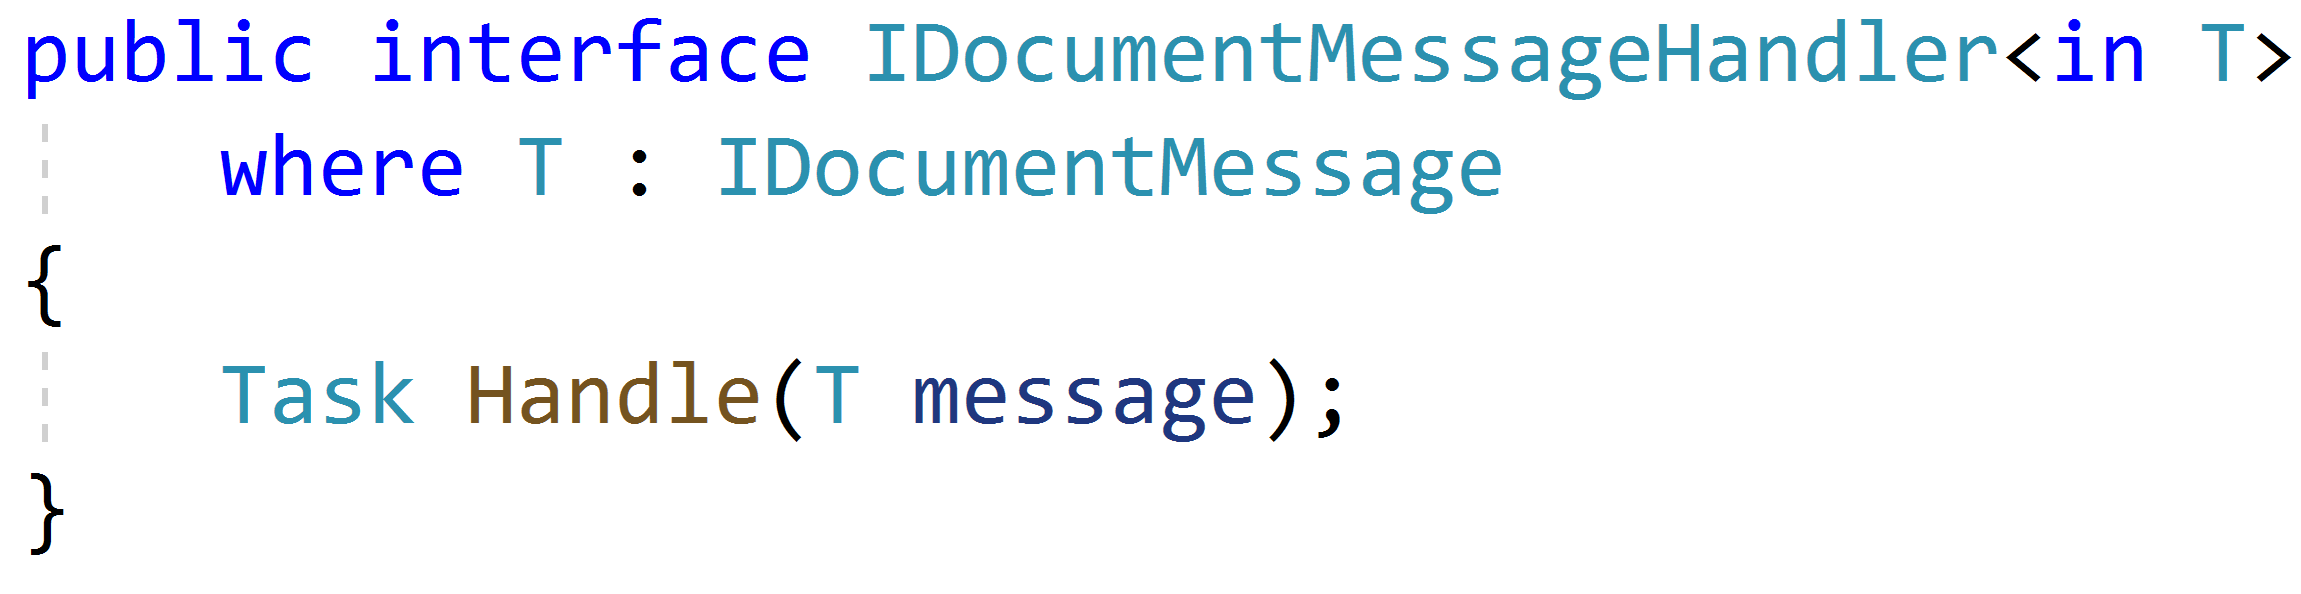 public interface IDocumentMessageHandler<in T>
    where T : IDocumentMessage
{
    Task Handle(T message);
}